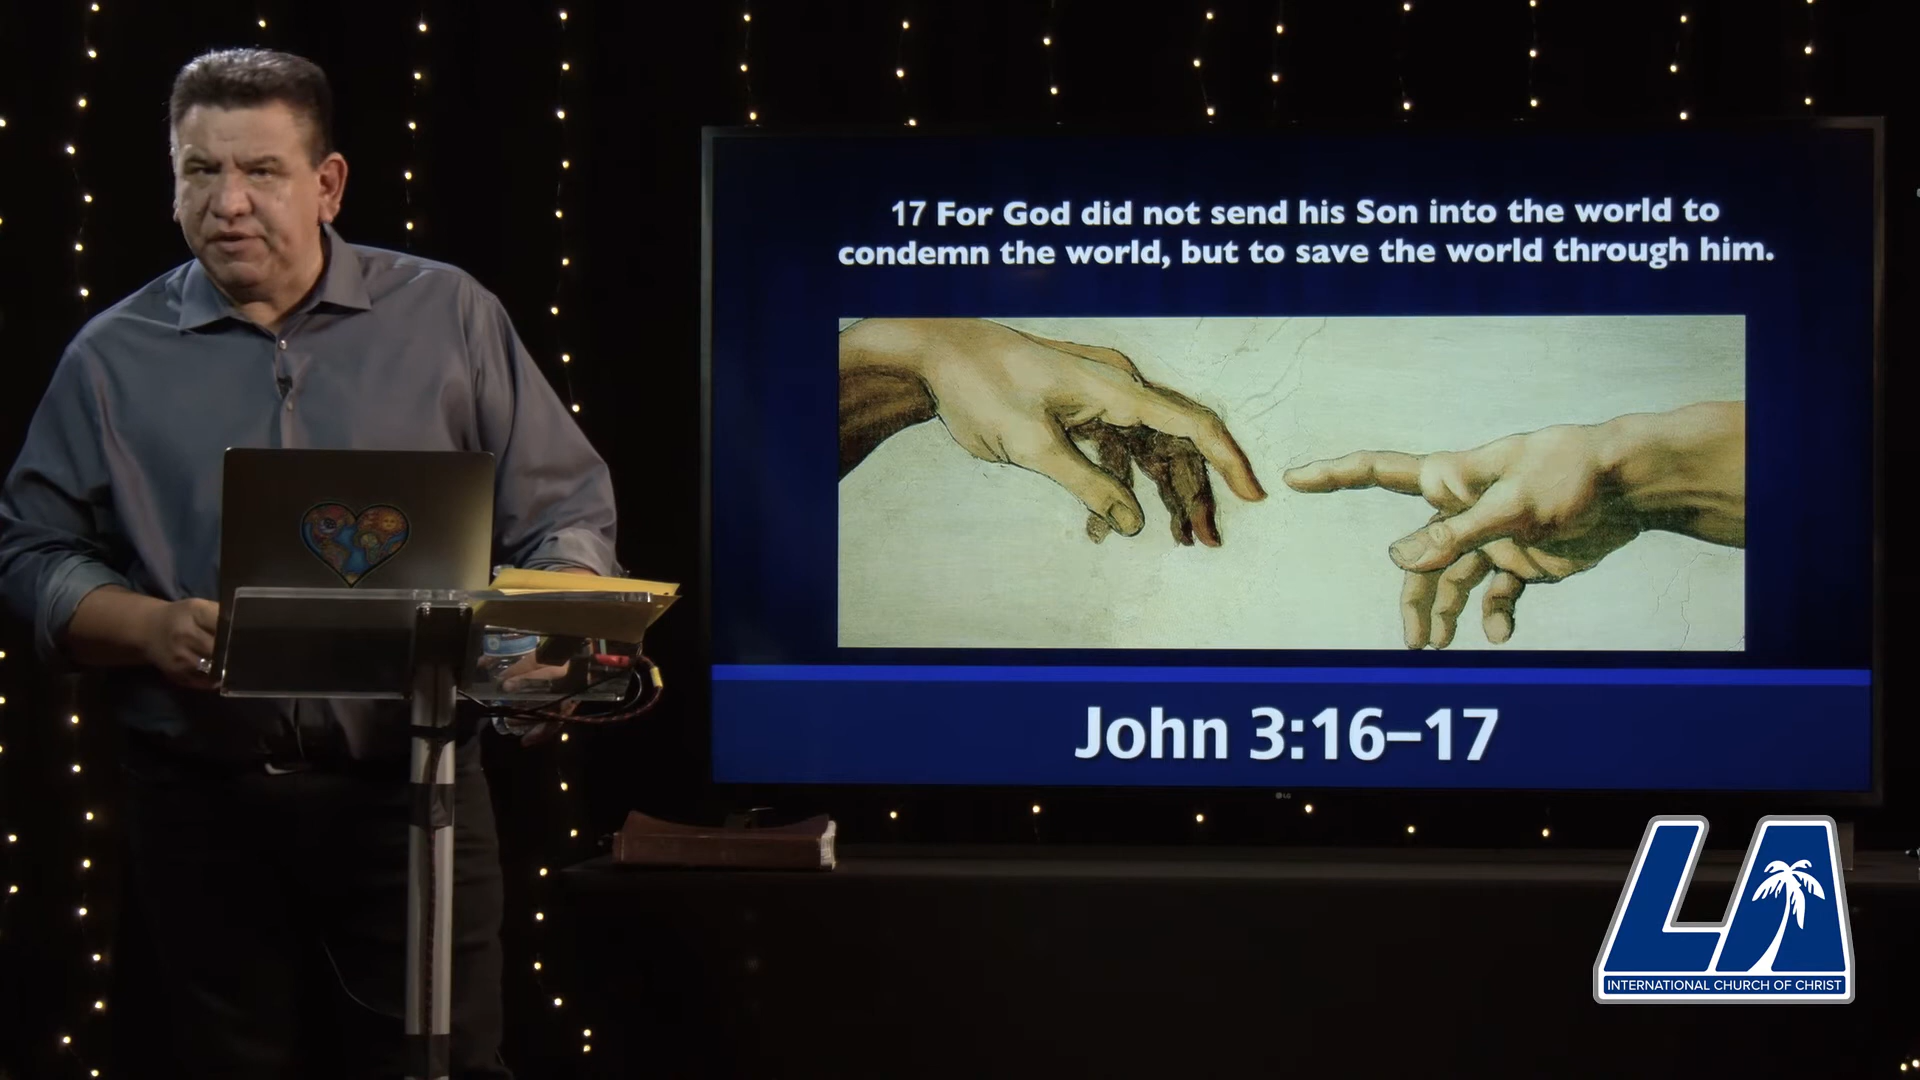 17 For God did not send his Son into the world to
condemn the world, but to save the world through him.
John 3:16–17
LG
LA
INTERNATIONAL CHURCH OF CHRIST